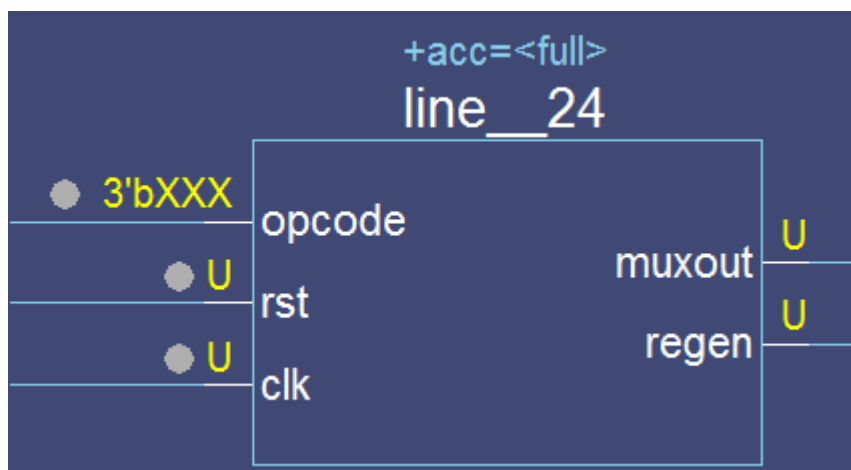 +acc=<full>
line__24
3'bXXX
opcode
U
rst
U
clk
U
muxout
U
regen